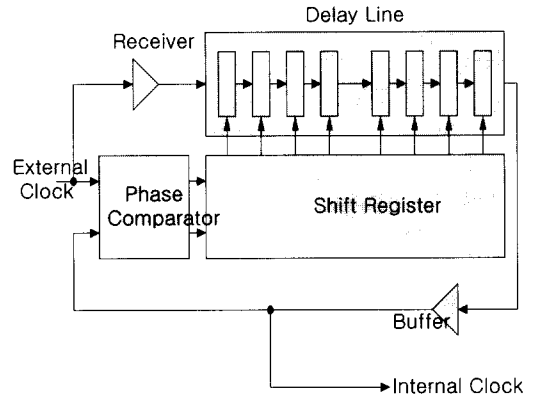 Delay Line
Receiver
External
Clock
Phase
Comparator
Shift Register
Buffer
Internal Clock